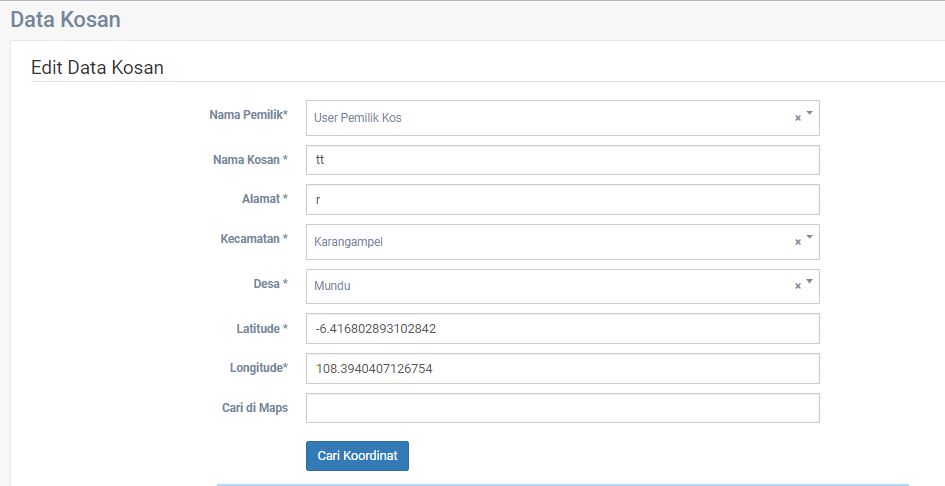 Data Kosan
Edit Data Kosan
Nama Pemilik* User Pemilik Kos × 
Nama Kosan * tt
Alamat * r
Kecamatan * Karangampel ×
Desa * Mundu ×
Latitude * -6.416802893102842
Longitude* 108.3940407126754
Cari di Maps
Cari Koordinat